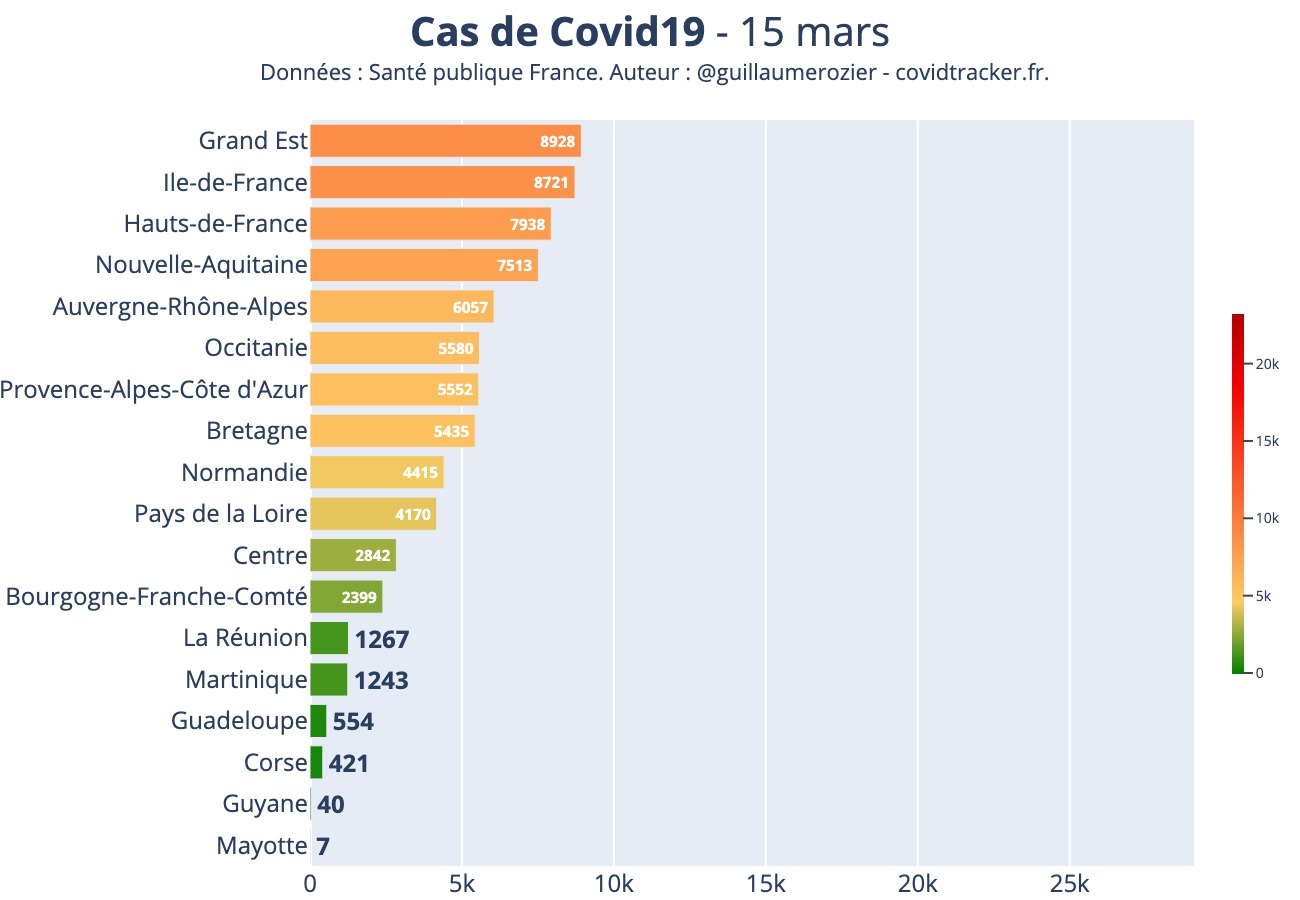 Cas de Covid19 - 15 mars
Données : Santé publique France. Auteur : @guillaumerozier - covidtracker.fr.
Grand Est 8928
Ile-de-France 8721
Hauts-de-France 7938
Nouvelle-Aquitaine 7513
Auvergne-Rhône-Alpes 6057
Occitanie 5580
Provence-Alpes-Côte d'Azur 5552
Bretagne 5435
Normandie 4415
Pays de la Loire 4170
Centre 2842
Bourgogne-Franche-Comté 2399
La Réunion 1267
Martinique 1243
Guadeloupe 554
Corse 421
Guyane 40
Mayotte 7
0 5k 10k 15k 20k 25k
20k
15k
10k
5k
0